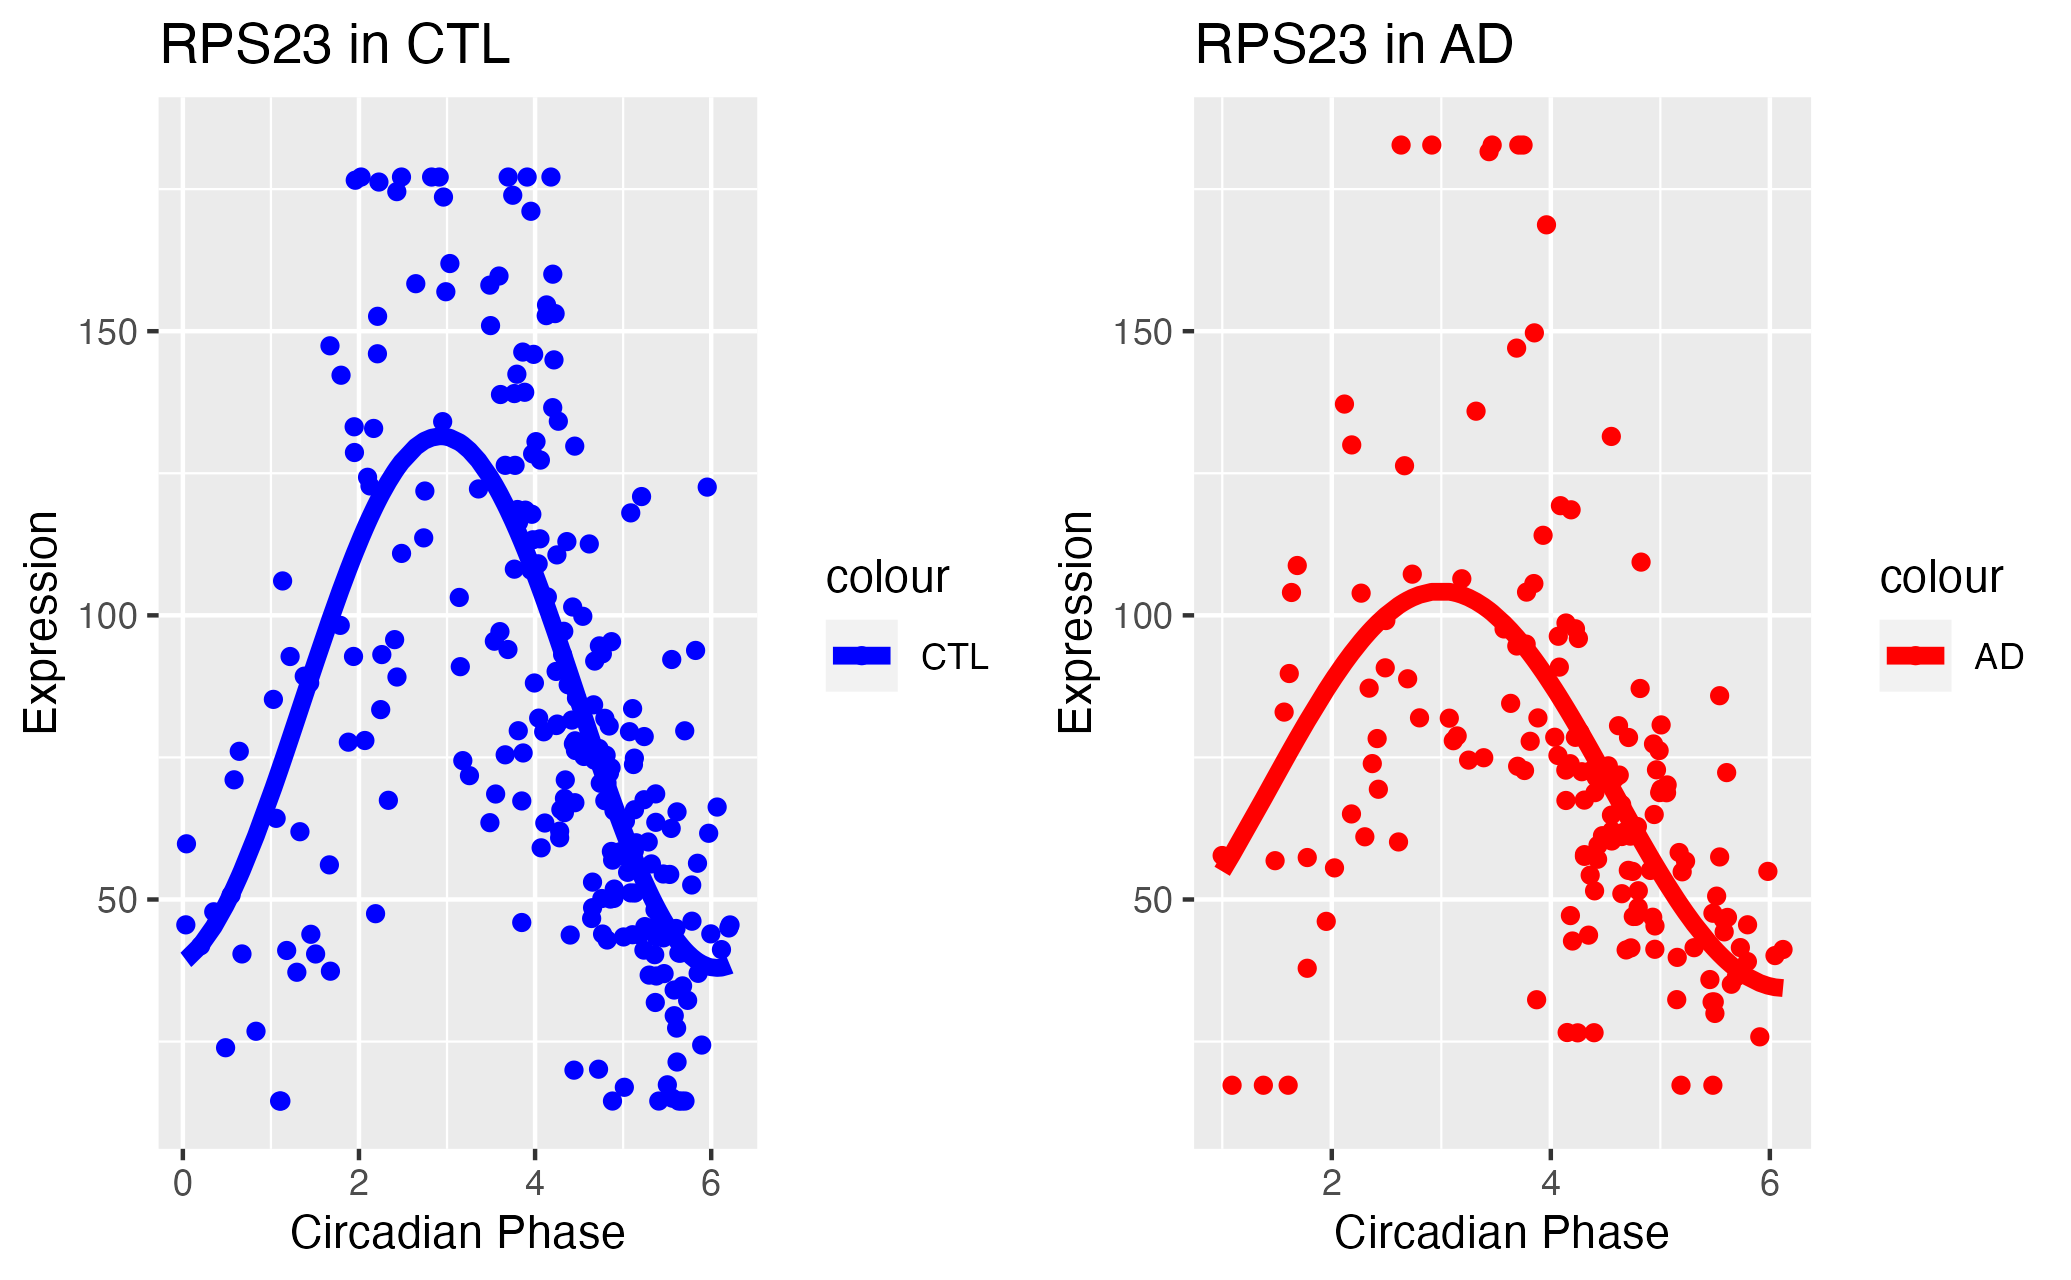 RPS23 in CTL
Expression
150
100
50
0 2 4 6
Circadian Phase
colour
CTL
RPS23 in AD
Expression
150
100
50
2 4 6
Circadian Phase
colour
AD